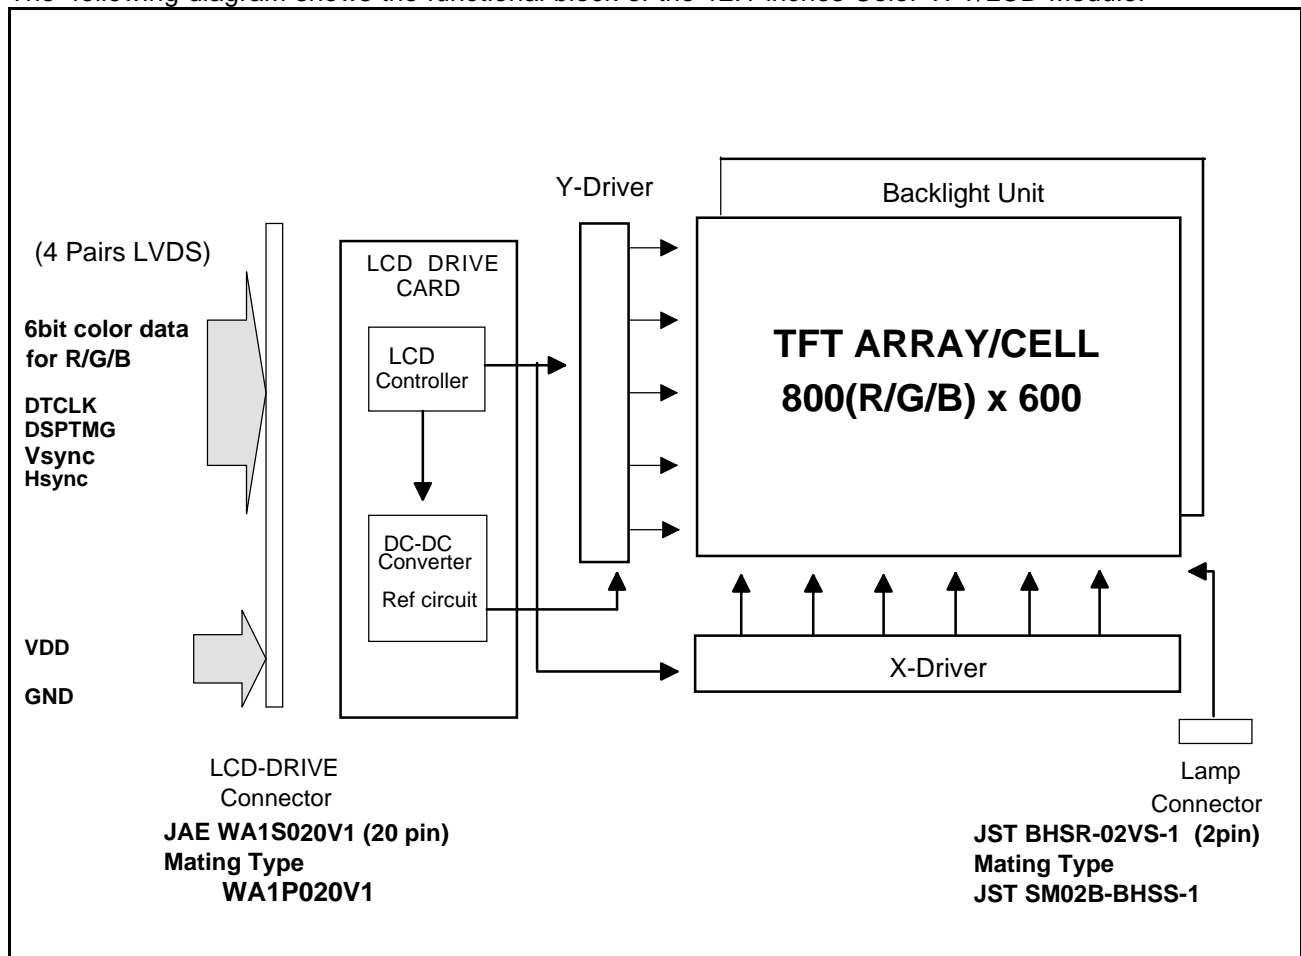 Y-Driver
Backlight Unit
(4 Pairs LVDS)
LCD DRIVE
CARD
6bit color data
for R/G/B
LCD
Controller
TFT ARRAY/CELL
800(R/G/B) x 600
DTCLK
DSPTMG
Vsync
Hsync
DC-DC
Converter
Ref circuit
VDD
GND
X-Driver
LCD-DRIVE
Connector
JAE WA1S020V1 (20 pin)
Mating Type
WA1P020V1
Lamp
Connector
JST BHSR-02VS-1 (2pin)
Mating Type
JST SM02B-BHSS-1